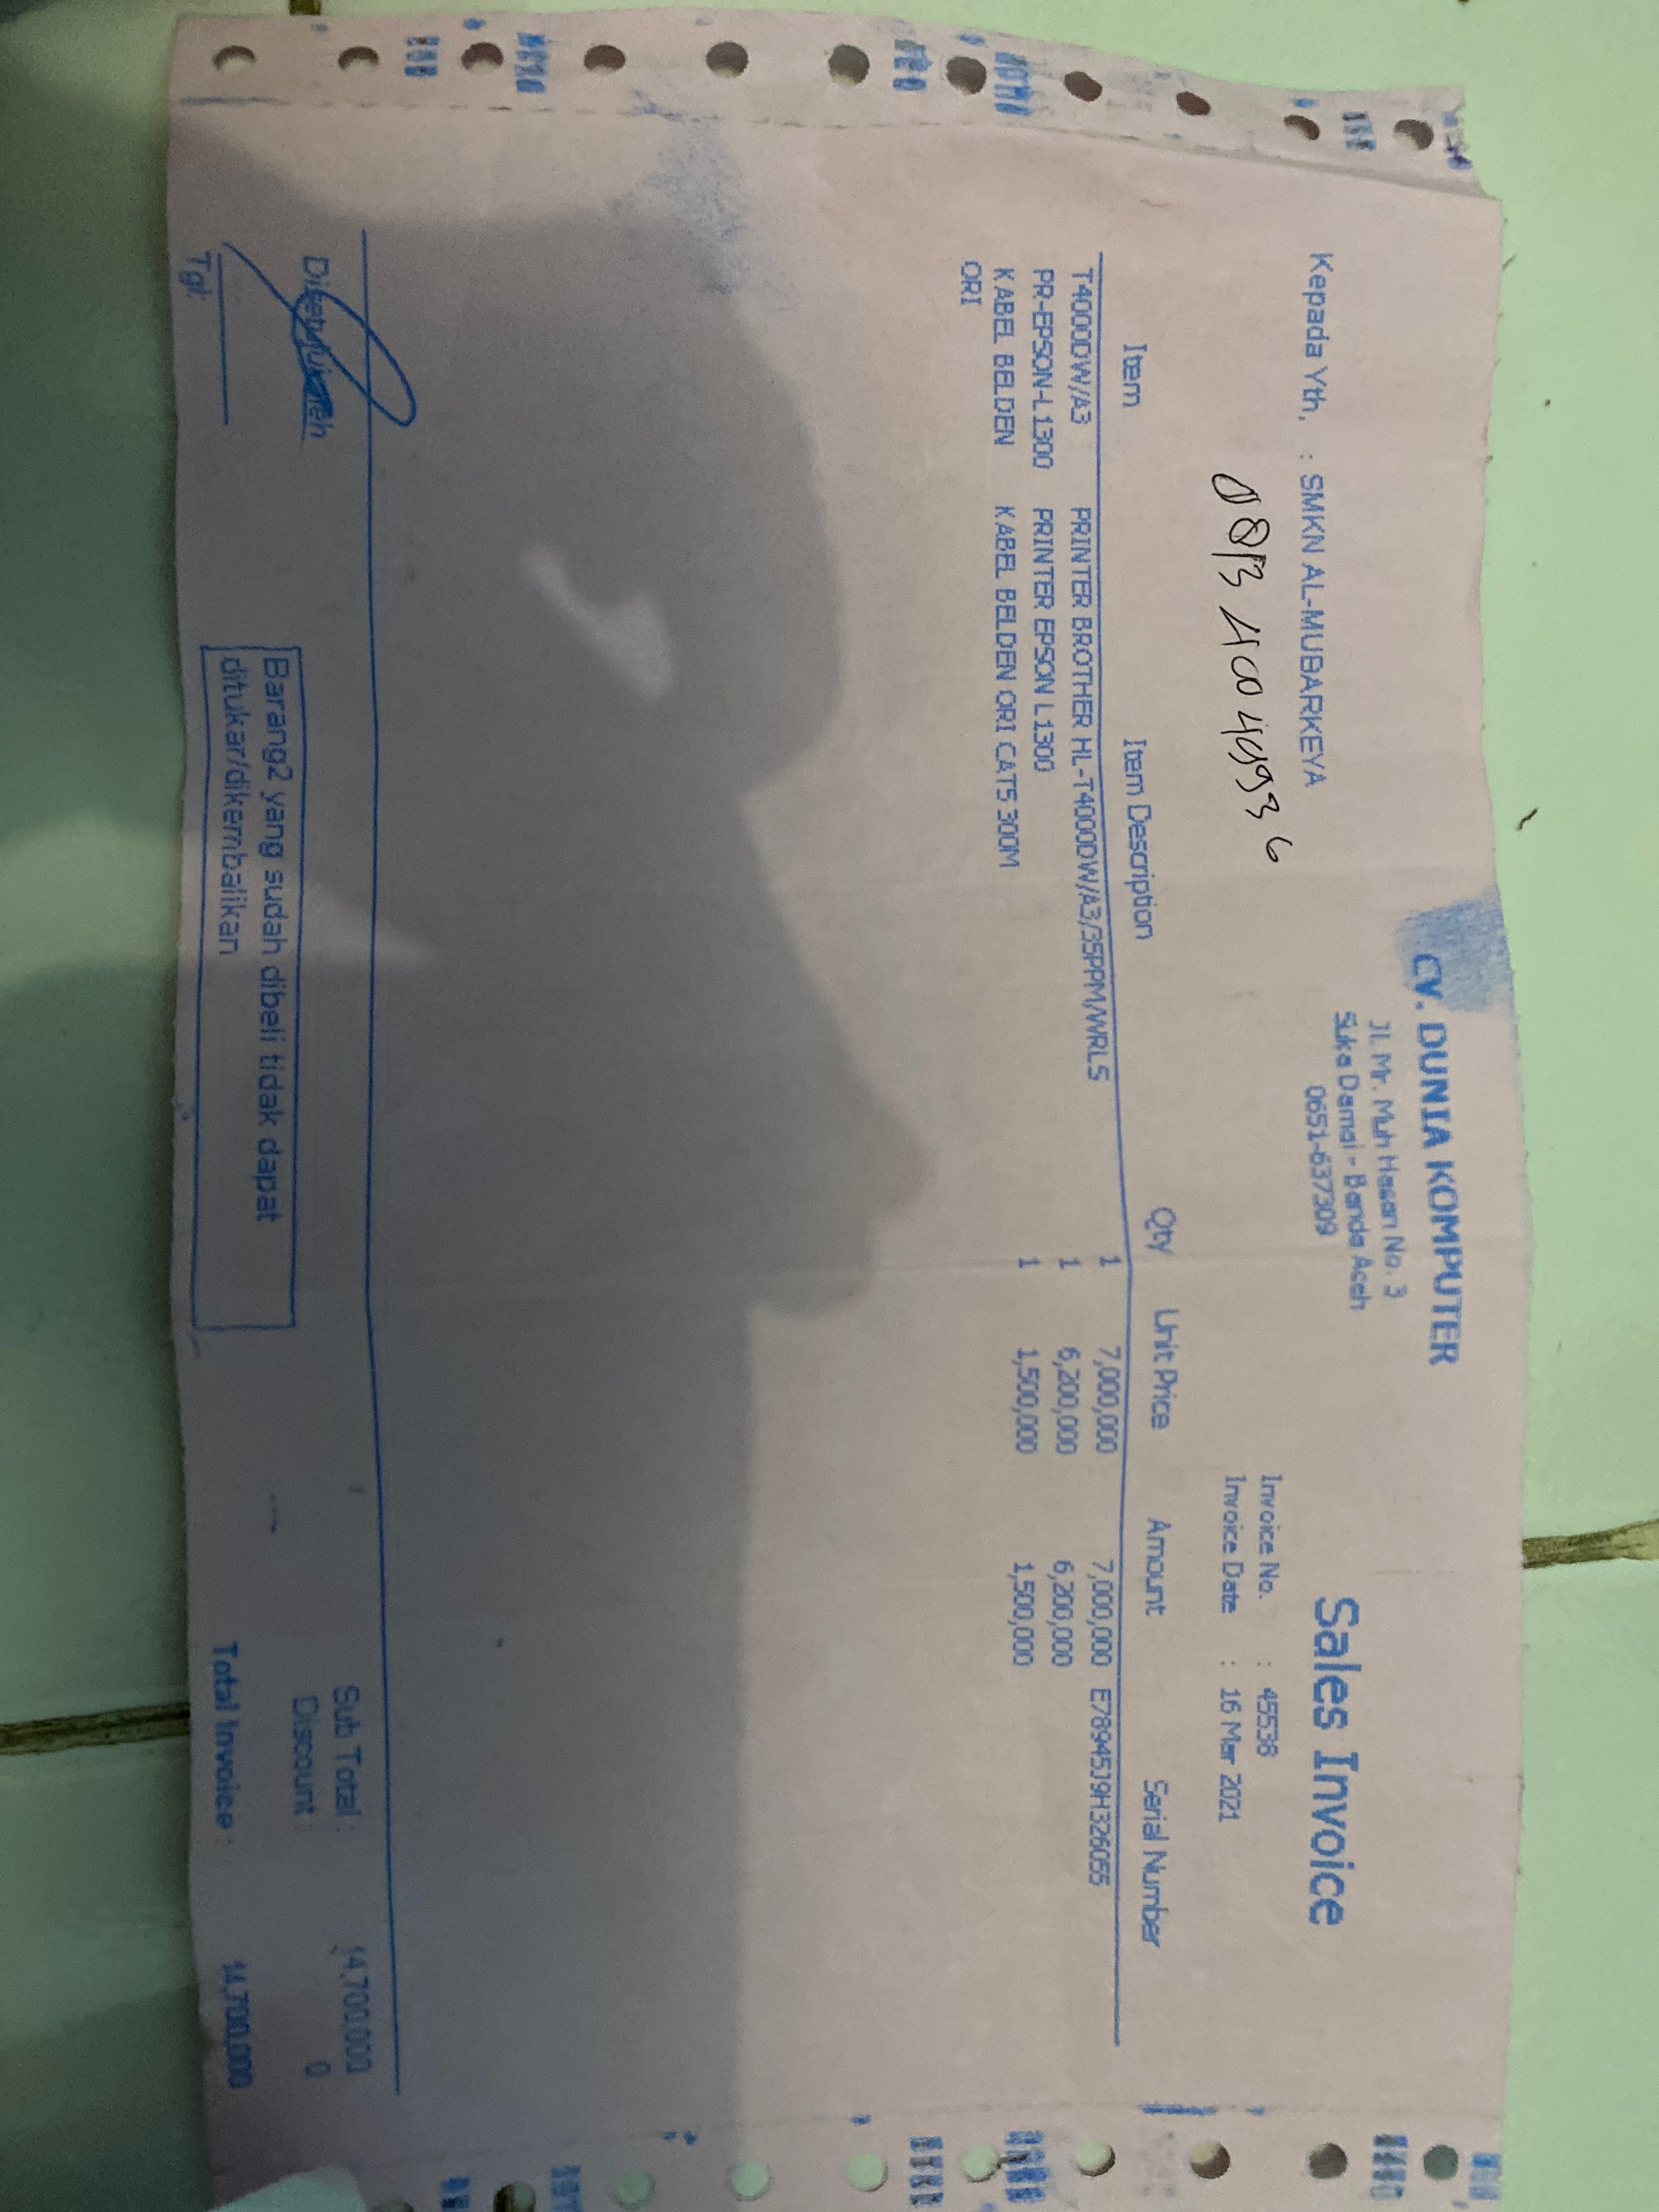 CV. DUNIA KOMPUTER
Jl. Mr. Muh Hasan No. 3
Suka Damai - Banda Aceh
0651-637309
Sales Invoice
Kepada Yth, : SMKN AL-MUBARKEYA
Invoice No. : 45538
Invoice Date : 16 Mar 2021
Item Item Description Qty Unit Price Amount Serial Number
T4000DW/A3 PRINTER BROTHER HL-T4000DW/A3/35PPM/WRLS 1 7,000,000 7,000,000 E78945J9H326055
PR-EPSON-L1300 PRINTER EPSON L1300 1 6,200,000 6,200,000
KABEL BELDEN KABEL BELDEN ORI CAT5 300M 1 1,500,000 1,500,000
ORI
Disetujui oleh
Tgl:
Barang2 yang sudah dibeli tidak dapat
ditukar/dikembalikan
Sub Total : 14,700,000
Discount : 0
Total Invoice : 14,700,000